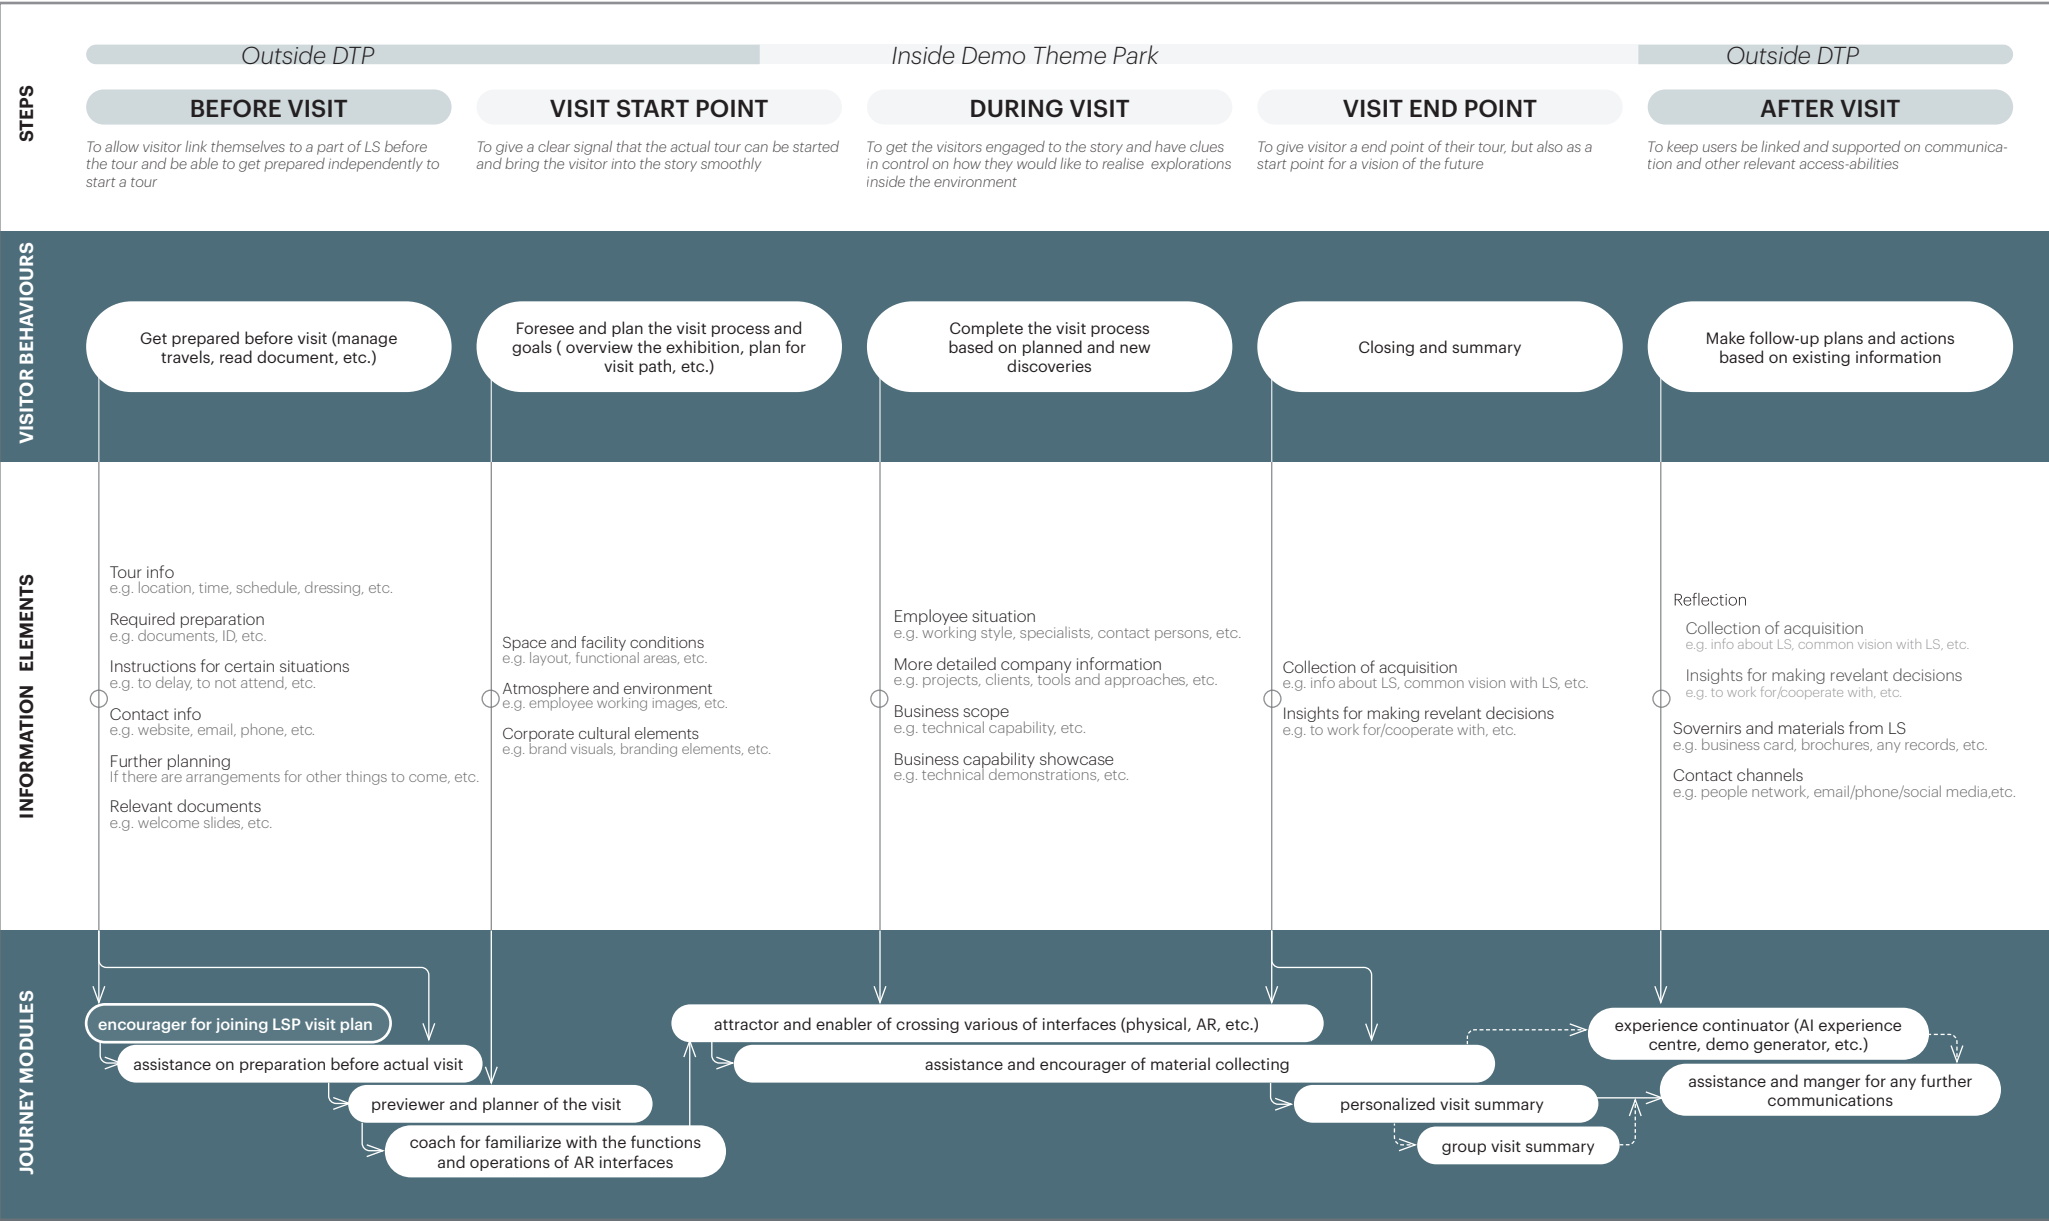 Outside DTP
Inside Demo Theme Park
Outside DTP
STEPS
BEFORE VISIT
To allow visitor link themselves to a part of LS before
the tour and be able to get prepared independently to
start a tour
VISIT START POINT
To give a clear signal that the actual tour can be started
and bring the visitor into the story smoothly
DURING VISIT
To get the visitors engaged to the story and have clues
in control on how they would like to realise explorations
inside the environment
VISIT END POINT
To give visitor a end point of their tour, but also as a
start point for a vision of the future
AFTER VISIT
To keep users be linked and supported on communica-
tion and other relevant access-abilities
VISITOR BEHAVIOURS
Get prepared before visit (manage
travels, read document, etc.)
Foresee and plan the visit process and
goals ( overview the exhibition, plan for
visit path, etc.)
Complete the visit process
based on planned and new
discoveries
Closing and summary
Make follow-up plans and actions
based on existing information
INFORMATION ELEMENTS
Tour info
e.g. location, time, schedule, dressing, etc.
Required preparation
e.g. documents, ID, etc.
Instructions for certain situations
e.g. to delay, to not attend, etc.
Contact info
e.g. website, email, phone, etc.
Further planning
If there are arrangements for other things to come, etc.
Relevant documents
e.g. welcome slides, etc.
Space and facility conditions
e.g. layout, functional areas, etc.
Atmosphere and environment
e.g. employee working images, etc.
Corporate cultural elements
e.g. brand visuals, branding elements, etc.
Employee situation
e.g. working style, specialists, contact persons, etc.
More detailed company information
e.g. projects, clients, tools and approaches, etc.
Business scope
e.g. technical capability, etc.
Business capability showcase
e.g. technical demonstrations, etc.
Collection of acquisition
e.g. info about LS, common vision with LS, etc.
Insights for making revelant decisions
e.g. to work for/cooperate with, etc.
Reflection
Collection of acquisition
e.g. info about LS, common vision with LS, etc.
Insights for making revelant decisions
e.g. to work for/cooperate with, etc.
Sovernirs and materials from LS
e.g. business card, brochures, any records, etc.
Contact channels
e.g. people network, email/phone/social media,etc.
JOURNEY MODULES
encourager for joining LSP visit plan
assistance on preparation before actual visit
previewer and planner of the visit
coach for familiarize with the functions
and operations of AR interfaces
attractor and enabler of crossing various of interfaces (physical, AR, etc.)
assistance and encourager of material collecting
personalized visit summary
group visit summary
experience continuator (AI experience
centre, demo generator, etc.)
assistance and manger for any further
communications